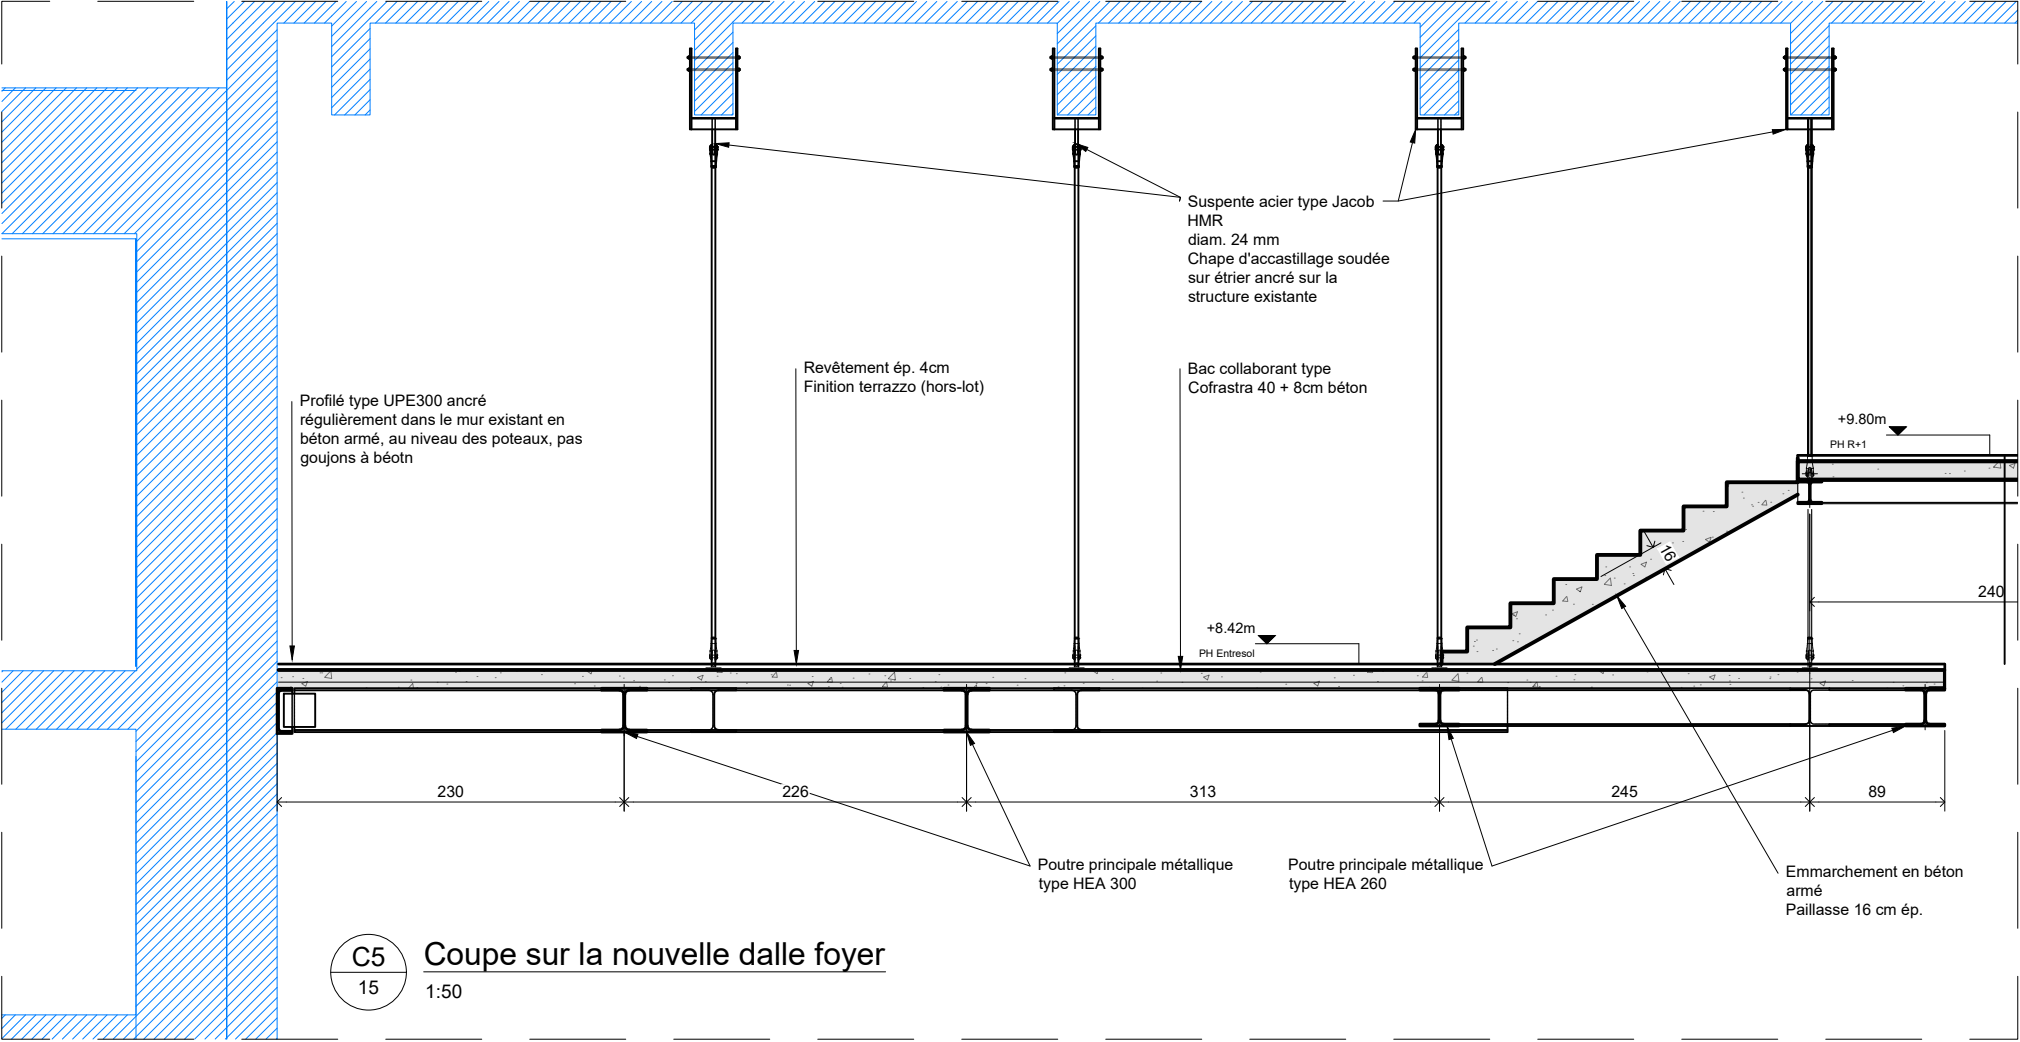 Suspente acier type Jacob
HMR
diam. 24 mm
Chape d'accastillage soudée
sur étrier ancré sur la
structure existante
Revêtement ép. 4cm
Finition terrazzo (hors-lot)
Bac collaborant type
Cofrastra 40 + 8cm béton
Profilé type UPE300 ancré
régulièrement dans le mur existant en
béton armé, au niveau des poteaux, pas
goujons à béotn
+9.80m
PH R+1
16
240
+8.42m
PH Entresol
230
226
313
245
89
Poutre principale métallique
type HEA 300
Poutre principale métallique
type HEA 260
Emmarchement en béton
armé
Paillasse 16 cm ép.
C5
15
Coupe sur la nouvelle dalle foyer
1:50